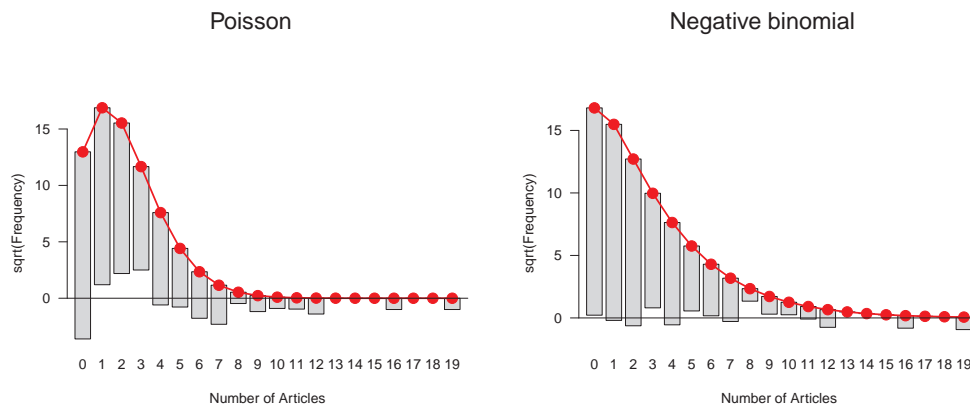 Poisson
Negative binomial
sqrt(Frequency)
15
10
5
0
0 1 2 3 4 5 6 7 8 9 10 11 12 13 14 15 16 17 18 19
Number of Articles
sqrt(Frequency)
15
10
5
0
0 1 2 3 4 5 6 7 8 9 10 11 12 13 14 15 16 17 18 19
Number of Articles